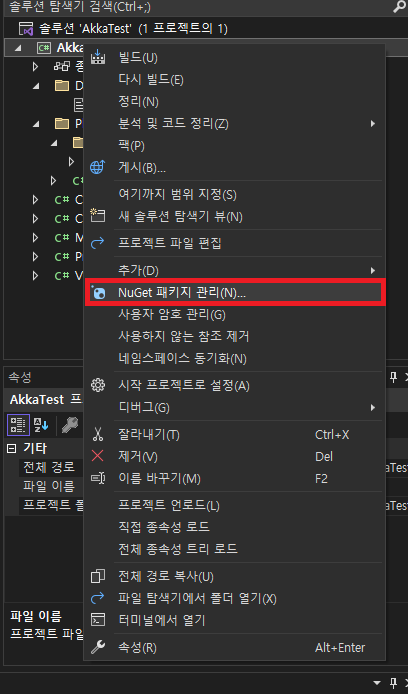 솔루션 탐색기 검색(Ctrl+;)
솔루션 'AkkaTest' (1 프로젝트의 1)
Akka
종
D
P
C
C
M
P
V
빌드(U)
다시 빌드(E)
정리(N)
분석 및 코드 정리(Z)
팩(P)
게시(B)...
여기까지 범위 지정(S)
새 솔루션 탐색기 뷰(N)
프로젝트 파일 편집
추가(D)
NuGet 패키지 관리(N)...
사용자 암호 관리(G)
사용하지 않는 참조 제거
네임스페이스 동기화(N)
시작 프로젝트로 설정(A)
디버그(G)
잘라내기(T) Ctrl+X
제거(V) Del
이름 바꾸기(M) F2
프로젝트 언로드(L)
직접 종속성 로드
전체 종속성 트리 로드
전체 경로 복사(U)
파일 탐색기에서 폴더 열기(X)
터미널에서 열기
속성(R) Alt+Enter
속성
AkkaTest 프
기타
전체 경로
파일 이름
프로젝트 폴
파일 이름
프로젝트 파일